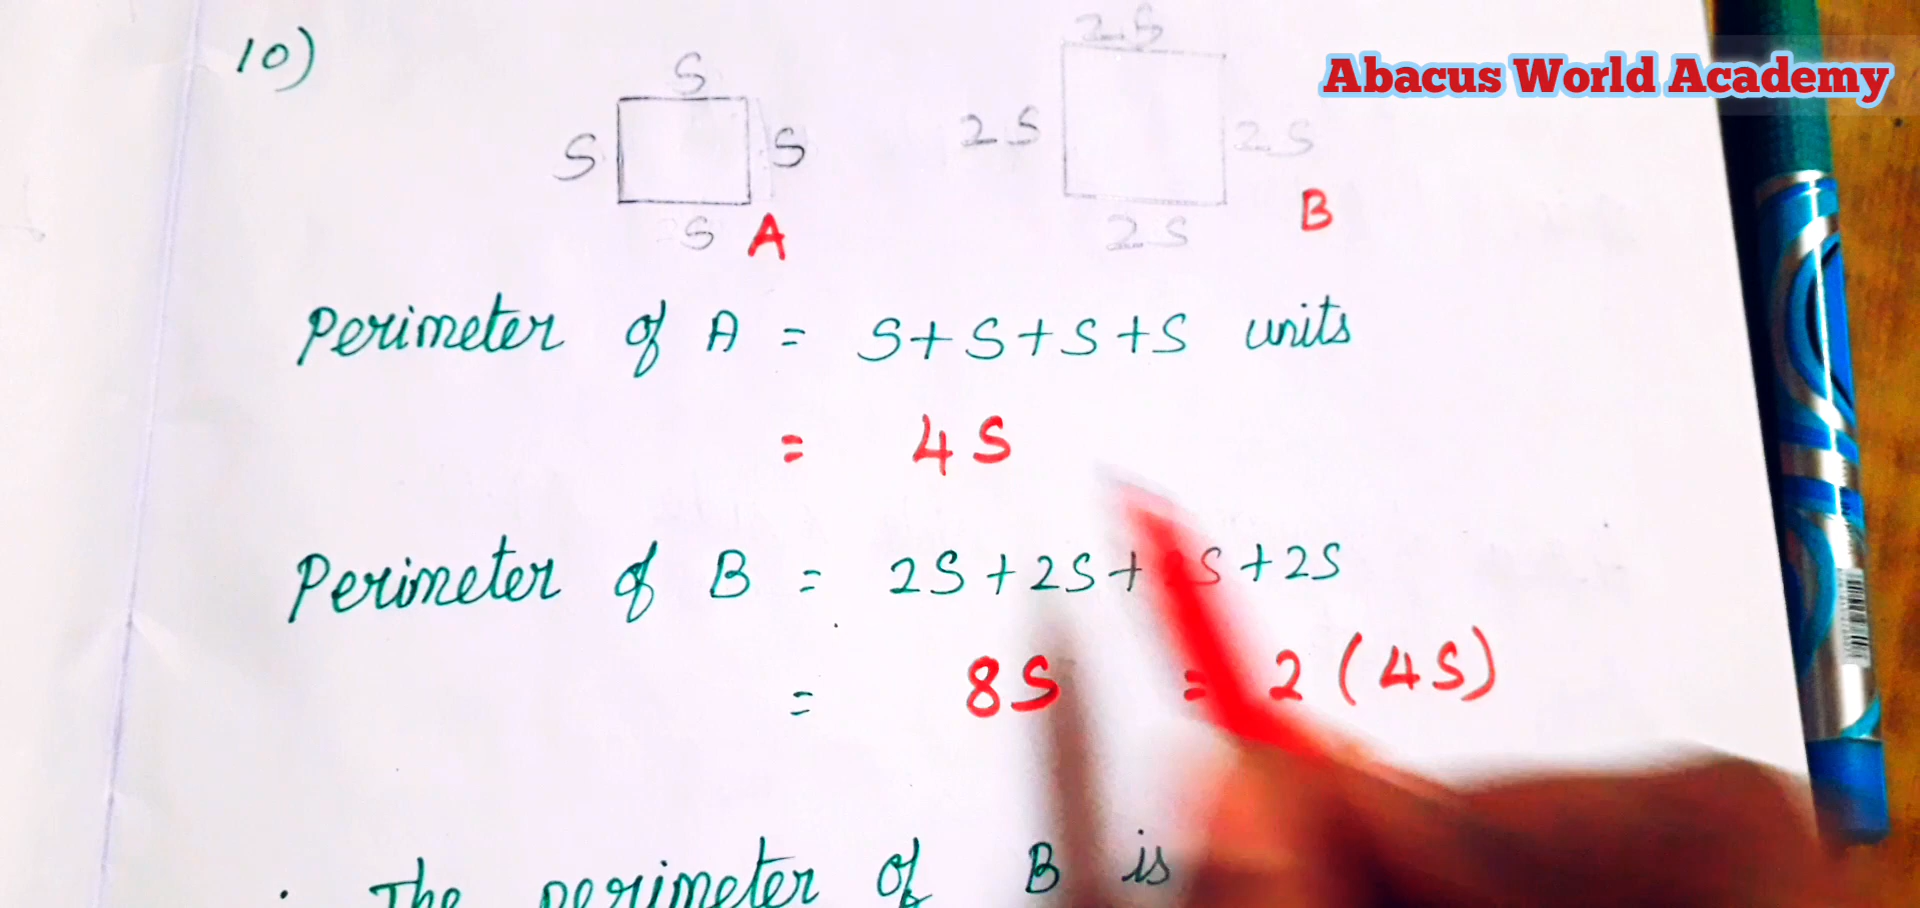 10)
Abacus World Academy
S
S
S
S
A
2S
2S
2S
2S
B
Perimeter of A = S+S+S+S units
= 4S
Perimeter of B = 2S+2S+ S+2S
= 8S = 2(4S)
The perimeter of B is